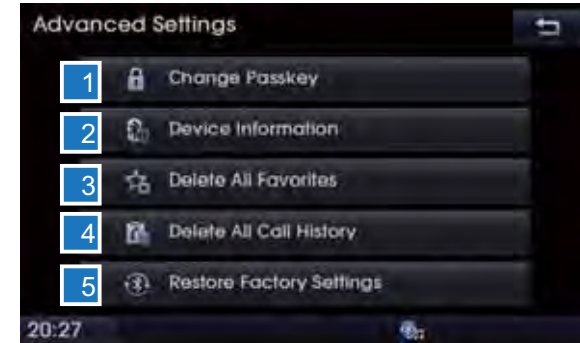 Advanced Settings
1 Change Passkey
2 Device Information
3 Delete All Favorites
4 Delete All Call History
5 Restore Factory Settings
20:27